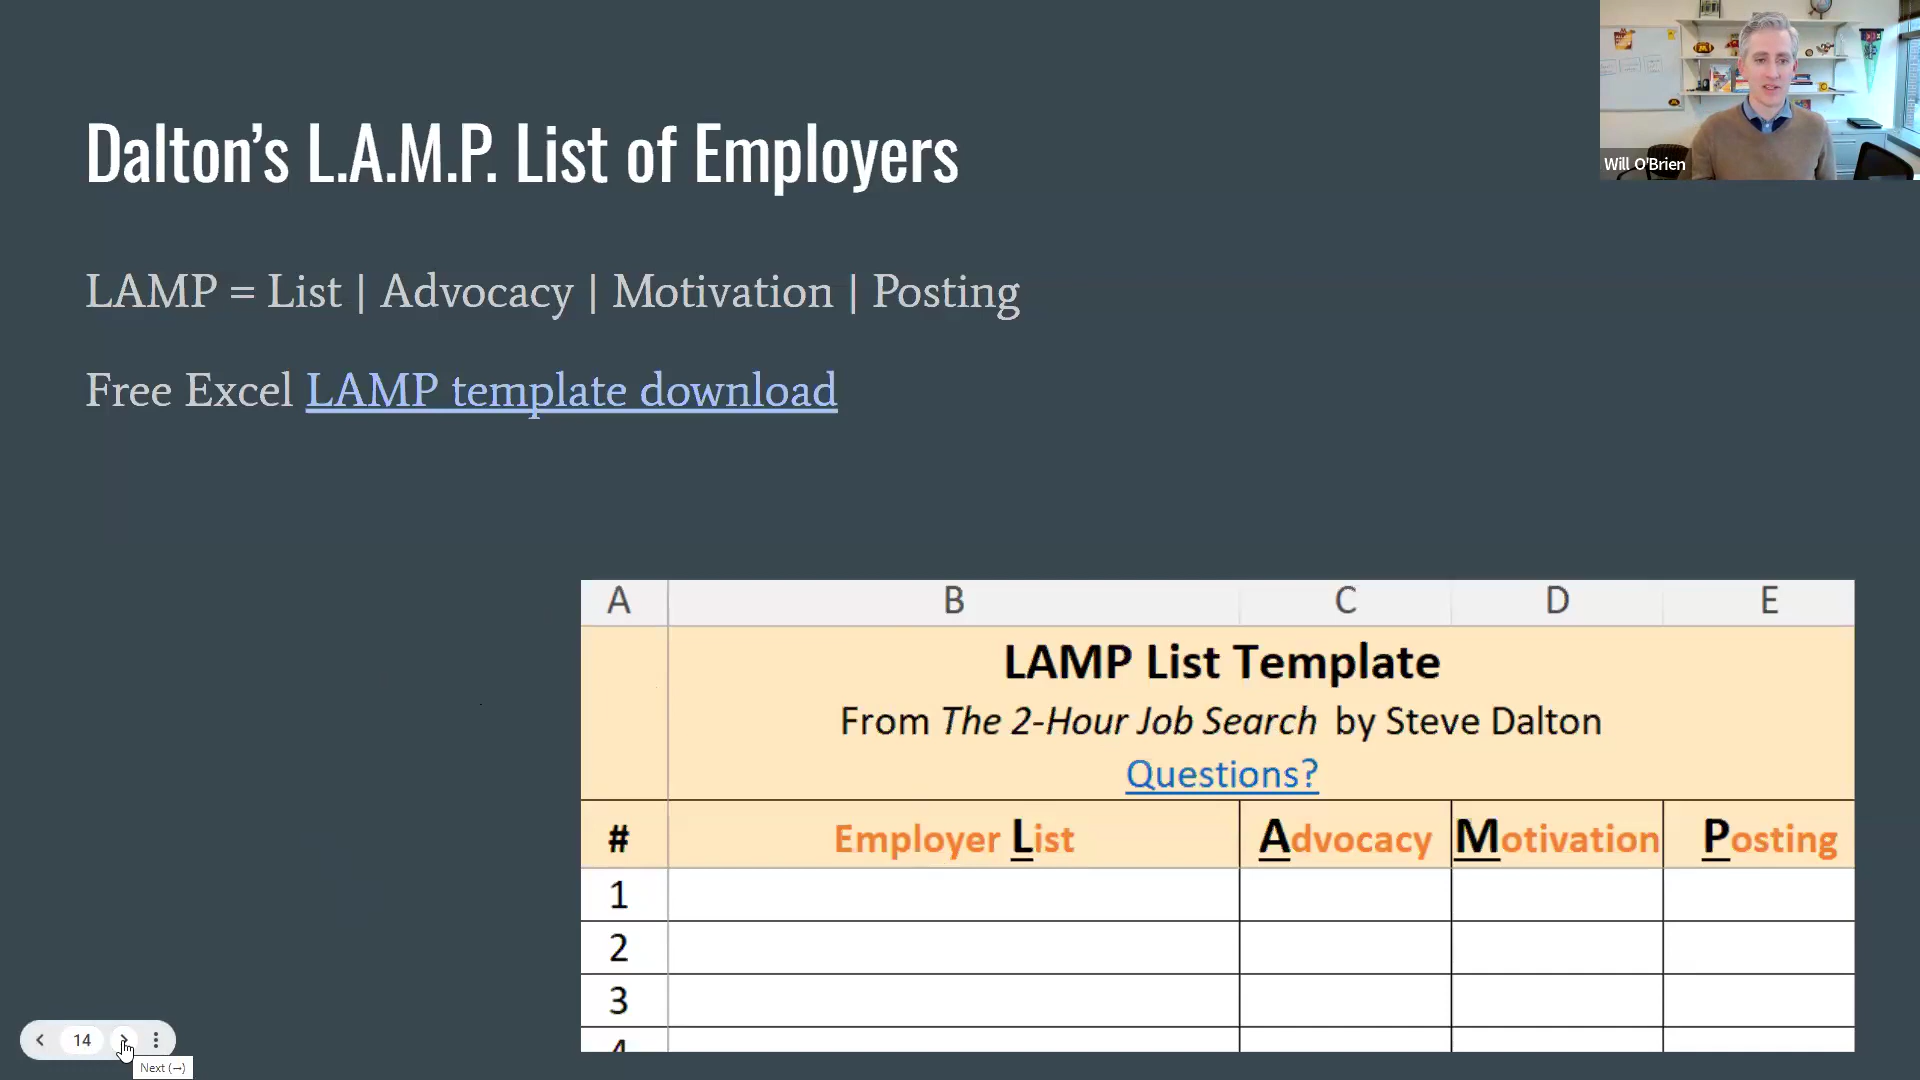 Dalton's L.A.M.P. List of Employers
Will O'Brien
LAMP = List | Advocacy | Motivation | Posting
Free Excel LAMP template download
A B C D E
LAMP List Template
From The 2-Hour Job Search by Steve Dalton
Questions?
# Employer List Advocacy Motivation Posting
1
2
3
4
14
Next (→)